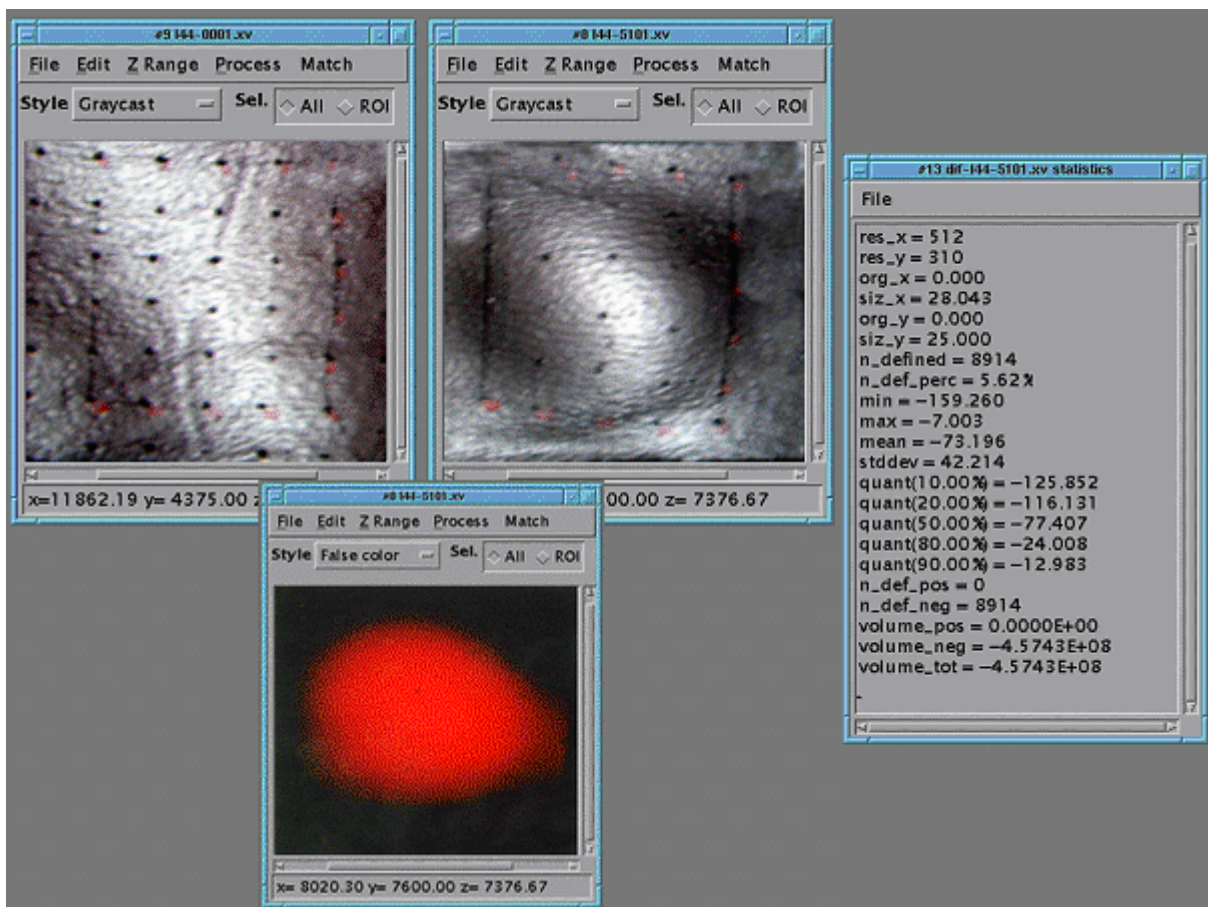 #9 I44-0001.xv
File Edit Z Range Process Match
Style Graycast Sel. All ROI
x=11862.19 y= 4375.00 z
#8 I44-5101.xv
File Edit Z Range Process Match
Style Graycast Sel. All ROI
00.00 z= 7376.67
#8 I44-5101.xv
File Edit Z Range Process Match
Style False color Sel. All ROI
x= 8020.30 y= 7600.00 z= 7376.67
#13 dif-I44-5101.xv statistics
File
res_x = 512
res_y = 310
org_x = 0.000
siz_x = 28.043
org_y = 0.000
siz_y = 25.000
n_defined = 8914
n_def_perc = 5.62%
min = -159.260
max = -7.003
mean = -73.196
stddev = 42.214
quant(10.00%) = -125.852
quant(20.00%) = -116.131
quant(50.00%) = -77.407
quant(80.00%) = -24.008
quant(90.00%) = -12.983
n_def_pos = 0
n_def_neg = 8914
volume_pos = 0.0000E+00
volume_neg = -4.5743E+08
volume_tot = -4.5743E+08